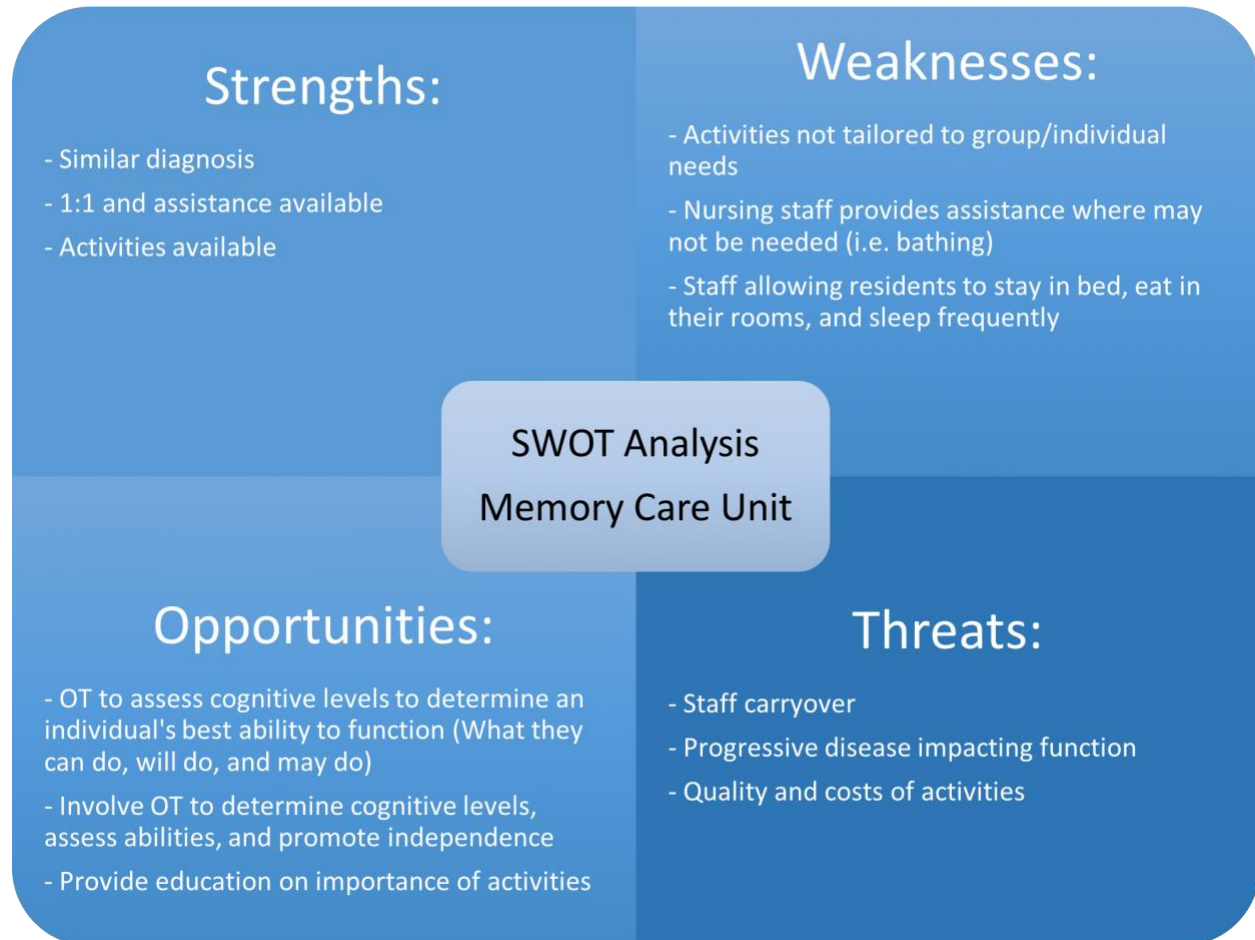 Strengths:
- Similar diagnosis
- 1:1 and assistance available
- Activities available
Weaknesses:
- Activities not tailored to group/individual
needs
- Nursing staff provides assistance where may
not be needed (i.e. bathing)
- Staff allowing residents to stay in bed, eat in
their rooms, and sleep frequently
SWOT Analysis
Memory Care Unit
Opportunities:
- OT to assess cognitive levels to determine an
individual's best ability to function (What they
can do, will do, and may do)
- Involve OT to determine cognitive levels,
assess abilities, and promote independence
- Provide education on importance of activities
Threats:
- Staff carryover
- Progressive disease impacting function
- Quality and costs of activities